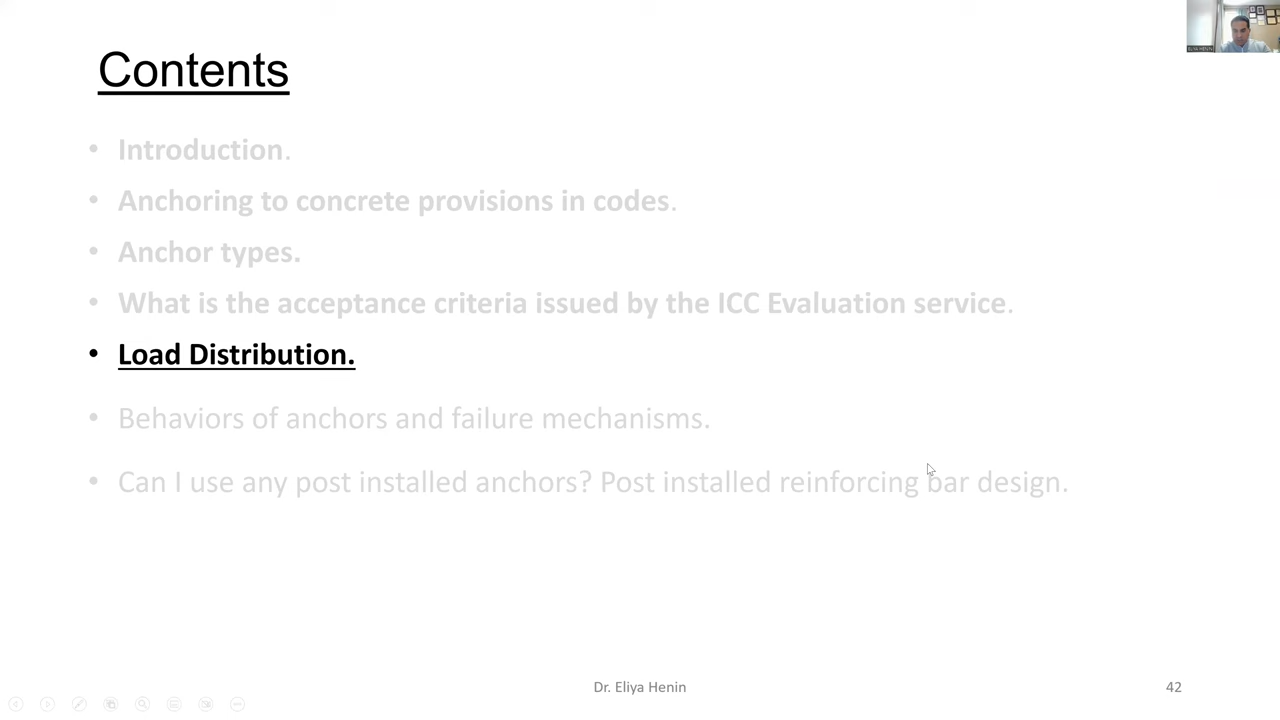 Contents
• Introduction.
• Anchoring to concrete provisions in codes.
• Anchor types.
• What is the acceptance criteria issued by the ICC Evaluation service.
• Load Distribution.
• Behaviors of anchors and failure mechanisms.
• Can I use any post installed anchors? Post installed reinforcing bar design.
Dr. Eliya Henin
42